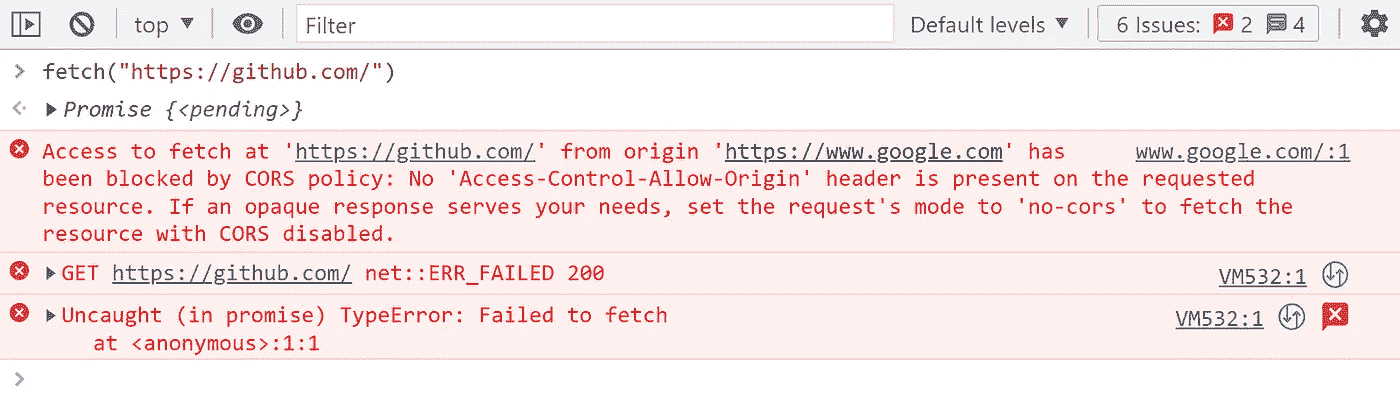 top ▼ Filter Default levels ▼ 6 Issues: 2 4
> fetch("https://github.com/")
<· ▶ Promise {<pending>}
Access to fetch at 'https://github.com/' from origin 'https://www.google.com' has www.google.com/:1
been blocked by CORS policy: No 'Access-Control-Allow-Origin' header is present on the requested
resource. If an opaque response serves your needs, set the request's mode to 'no-cors' to fetch the
resource with CORS disabled.
▶ GET https://github.com/ net::ERR_FAILED 200 VM532:1
▶ Uncaught (in promise) TypeError: Failed to fetch VM532:1
at <anonymous>:1:1
>